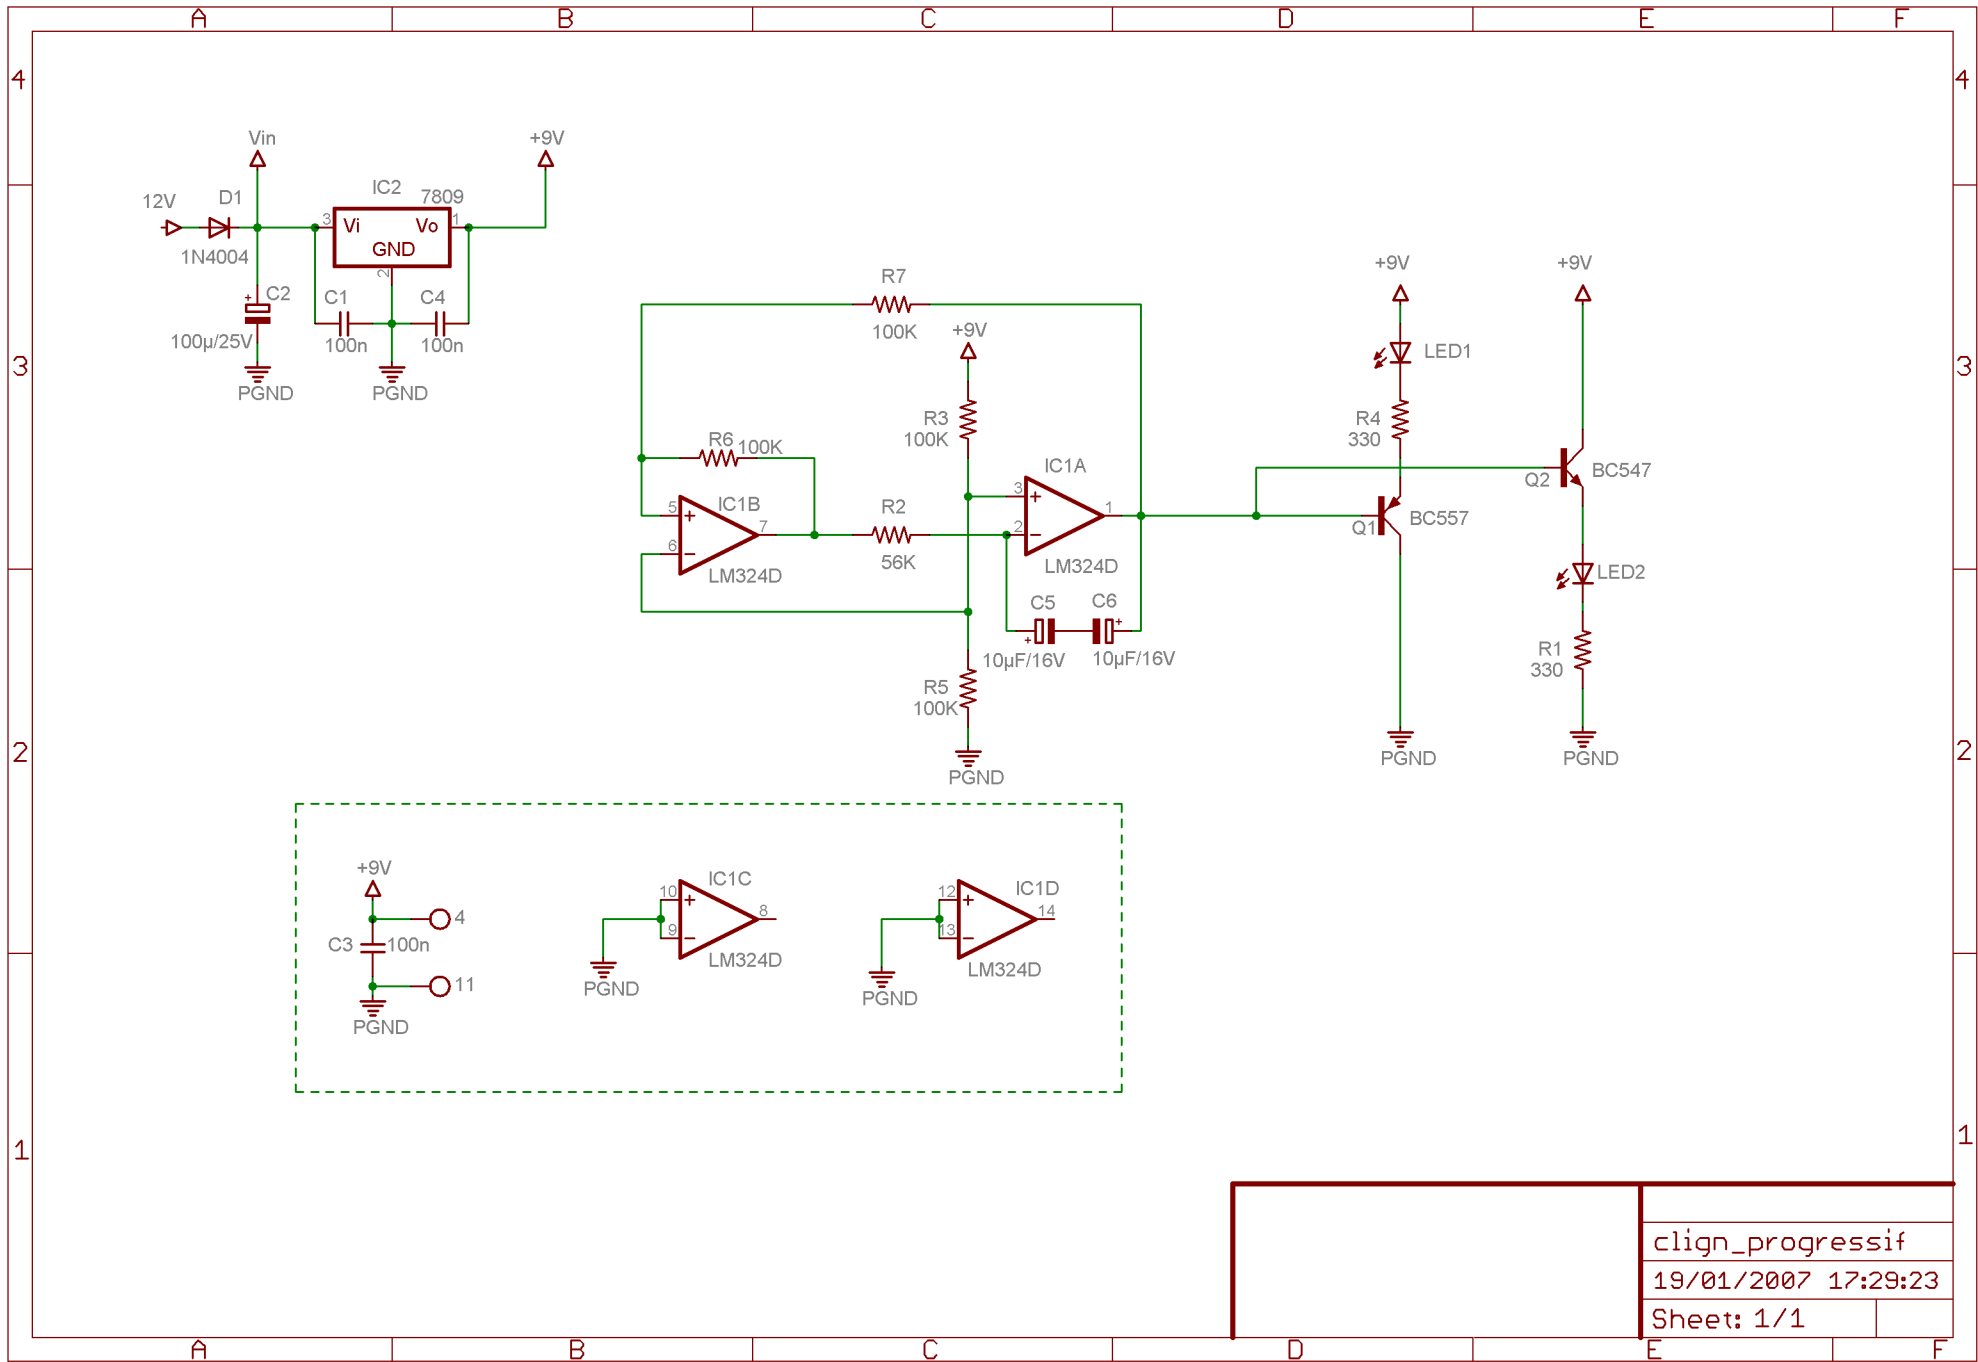 A B C D E F
4 4
3 3
2 2
1 1
Vin
+9V
12V
D1
1N4004
IC2
7809
3
Vi
Vo
1
GND
2
C2
100µ/25V
C1
100n
C4
100n
PGND
PGND
R7
100K
+9V
R3
100K
R6
100K
IC1B
5
6
7
LM324D
R2
56K
IC1A
3
2
1
LM324D
C5
10µF/16V
C6
10µF/16V
R5
100K
PGND
+9V
LED1
R4
330
Q1
BC557
PGND
+9V
Q2
BC547
LED2
R1
330
PGND
+9V
4
C3
100n
11
PGND
IC1C
10
9
8
LM324D
PGND
IC1D
12
13
14
LM324D
PGND
clign_progressif
19/01/2007 17:29:23
Sheet: 1/1
A B C D E F